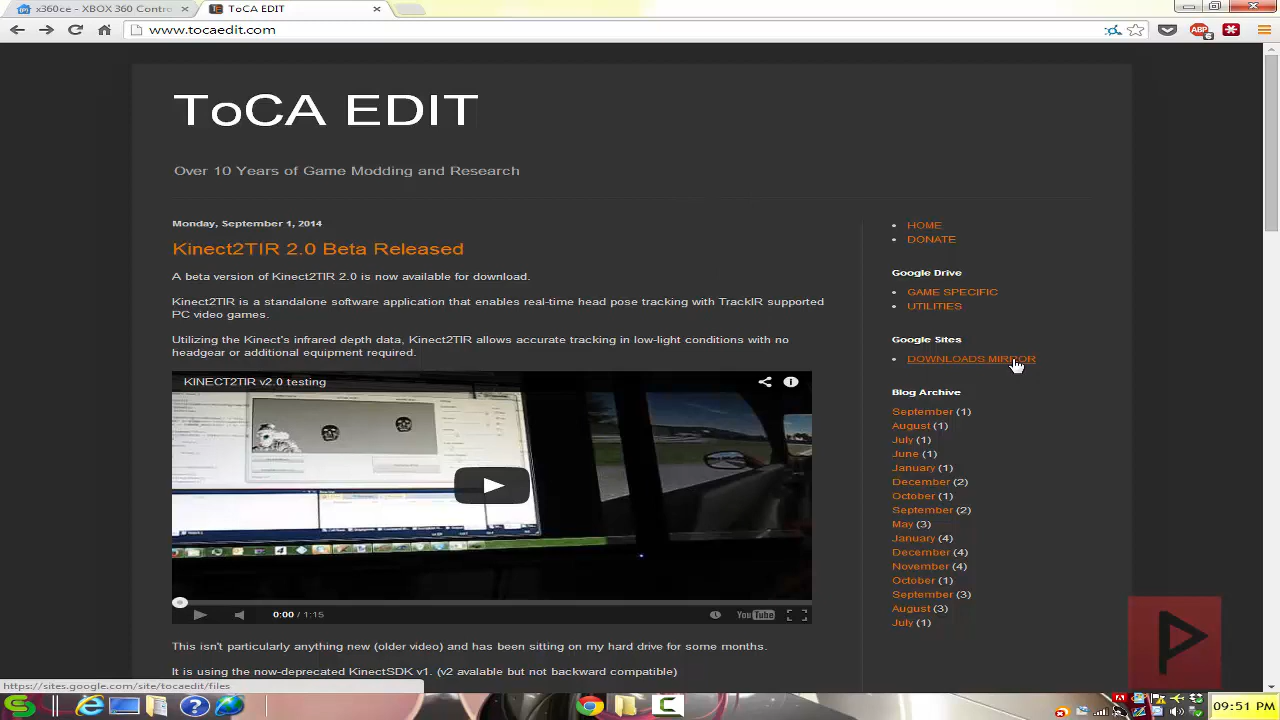 x360ce - XBOX 360 Contro
ToCA EDIT
www.tocaedit.com
ABP
6
ToCA EDIT
Over 10 Years of Game Modding and Research
Monday, September 1, 2014
Kinect2TIR 2.0 Beta Released
A beta version of Kinect2TIR 2.0 is now available for download.
Kinect2TIR is standalone software application that enables real-time head pose tracking with TrackIR supported
PC video games.
Utilizing the Kinect's infrared depth data, Kinect2TIR allows accurate tracking in low-light conditions with no
headgear or additional equipment required.
KINECT2TIR v2.0 testing
0:00 / 1:15
YouTube
This isn't particularly anything new (older video) and has been sitting on my hard drive for some months.
It is using the now-deprecated KinectSDK v1. (v2 avalable but not backward compatible)
HOME
DONATE
Google Drive
GAME SPECIFIC
UTILITIES
Google Sites
DOWNLOADS MIRROR
Blog Archive
September (1)
August (1)
July (1)
June (1)
January (1)
December (2)
October (1)
September (2)
May (3)
January (4)
December (4)
November (4)
October (1)
September (3)
August (3)
July (1)
https://sites.google.com/site/tocaedit/files
09:51 PM